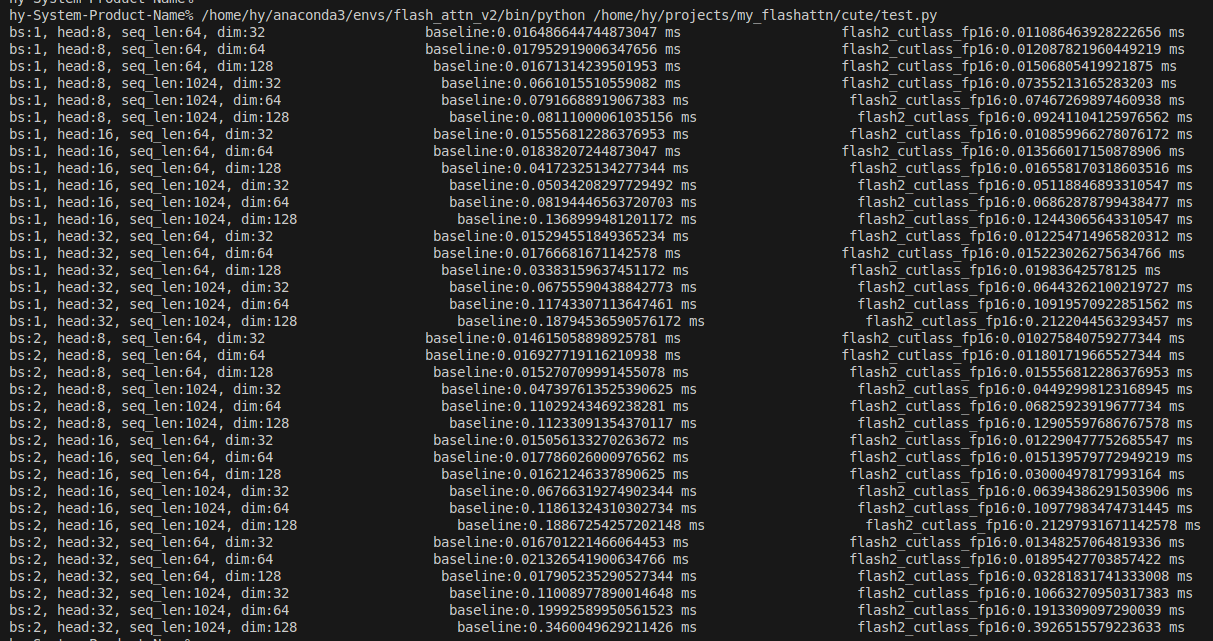 hy-System-Product-Name% /home/hy/anaconda3/envs/flash_attn_v2/bin/python /home/hy/projects/my_flashattn/cute/test.py
bs:1, head:8, seq_len:64, dim:32 baseline:0.016486644744873047 ms flash2_cutlass_fp16:0.011086463928222656 ms
bs:1, head:8, seq_len:64, dim:64 baseline:0.017952919006347656 ms flash2_cutlass_fp16:0.012087821960449219 ms
bs:1, head:8, seq_len:64, dim:128 baseline:0.01671314239501953 ms flash2_cutlass_fp16:0.01506805419921875 ms
bs:1, head:8, seq_len:1024, dim:32 baseline:0.0661015510559082 ms flash2_cutlass_fp16:0.07355213165283203 ms
bs:1, head:8, seq_len:1024, dim:64 baseline:0.07916688919067383 ms flash2_cutlass_fp16:0.07467269897460938 ms
bs:1, head:8, seq_len:1024, dim:128 baseline:0.08111000061035156 ms flash2_cutlass_fp16:0.09241104125976562 ms
bs:1, head:16, seq_len:64, dim:32 baseline:0.015556812286376953 ms flash2_cutlass_fp16:0.010859966278076172 ms
bs:1, head:16, seq_len:64, dim:64 baseline:0.01838207244873047 ms flash2_cutlass_fp16:0.013566017150878906 ms
bs:1, head:16, seq_len:64, dim:128 baseline:0.04172325134277344 ms flash2_cutlass_fp16:0.016558170318603516 ms
bs:1, head:16, seq_len:1024, dim:32 baseline:0.05034208297729492 ms flash2_cutlass_fp16:0.05118846893310547 ms
bs:1, head:16, seq_len:1024, dim:64 baseline:0.08194446563720703 ms flash2_cutlass_fp16:0.06862878799438477 ms
bs:1, head:16, seq_len:1024, dim:128 baseline:0.1368999481201172 ms flash2_cutlass_fp16:0.12443065643310547 ms
bs:1, head:32, seq_len:64, dim:32 baseline:0.015294551849365234 ms flash2_cutlass_fp16:0.012254714965820312 ms
bs:1, head:32, seq_len:64, dim:64 baseline:0.01766681671142578 ms flash2_cutlass_fp16:0.015223026275634766 ms
bs:1, head:32, seq_len:64, dim:128 baseline:0.03383159637451172 ms flash2_cutlass_fp16:0.01983642578125 ms
bs:1, head:32, seq_len:1024, dim:32 baseline:0.06755590438842773 ms flash2_cutlass_fp16:0.06443262100219727 ms
bs:1, head:32, seq_len:1024, dim:64 baseline:0.11743307113647461 ms flash2_cutlass_fp16:0.10919570922851562 ms
bs:1, head:32, seq_len:1024, dim:128 baseline:0.18794536590576172 ms flash2_cutlass_fp16:0.2122044563293457 ms
bs:2, head:8, seq_len:64, dim:32 baseline:0.014615058898925781 ms flash2_cutlass_fp16:0.010275840759277344 ms
bs:2, head:8, seq_len:64, dim:64 baseline:0.016927719116210938 ms flash2_cutlass_fp16:0.011801719665527344 ms
bs:2, head:8, seq_len:64, dim:128 baseline:0.015270709991455078 ms flash2_cutlass_fp16:0.015556812286376953 ms
bs:2, head:8, seq_len:1024, dim:32 baseline:0.047397613525390625 ms flash2_cutlass_fp16:0.04492998123168945 ms
bs:2, head:8, seq_len:1024, dim:64 baseline:0.11029243469238281 ms flash2_cutlass_fp16:0.06825923919677734 ms
bs:2, head:8, seq_len:1024, dim:128 baseline:0.11233091354370117 ms flash2_cutlass_fp16:0.12905597686767578 ms
bs:2, head:16, seq_len:64, dim:32 baseline:0.015056133270263672 ms flash2_cutlass_fp16:0.012290477752685547 ms
bs:2, head:16, seq_len:64, dim:64 baseline:0.017786026000976562 ms flash2_cutlass_fp16:0.015139579772949219 ms
bs:2, head:16, seq_len:64, dim:128 baseline:0.01621246337890625 ms flash2_cutlass_fp16:0.03000497817993164 ms
bs:2, head:16, seq_len:1024, dim:32 baseline:0.06766319274902344 ms flash2_cutlass_fp16:0.06394386291503906 ms
bs:2, head:16, seq_len:1024, dim:64 baseline:0.11861324310302734 ms flash2_cutlass_fp16:0.10977983474731445 ms
bs:2, head:16, seq_len:1024, dim:128 baseline:0.18867254257202148 ms flash2_cutlass_fp16:0.21297931671142578 ms
bs:2, head:32, seq_len:64, dim:32 baseline:0.016701221466064453 ms flash2_cutlass_fp16:0.01348257064819336 ms
bs:2, head:32, seq_len:64, dim:64 baseline:0.021326541900634766 ms flash2_cutlass_fp16:0.01895427703857422 ms
bs:2, head:32, seq_len:64, dim:128 baseline:0.017905235290527344 ms flash2_cutlass_fp16:0.03281831741333008 ms
bs:2, head:32, seq_len:1024, dim:32 baseline:0.11008977890014648 ms flash2_cutlass_fp16:0.10663270950317383 ms
bs:2, head:32, seq_len:1024, dim:64 baseline:0.19992589950561523 ms flash2_cutlass_fp16:0.1913309097290039 ms
bs:2, head:32, seq_len:1024, dim:128 baseline:0.3460049629211426 ms flash2_cutlass_fp16:0.3926515579223633 ms